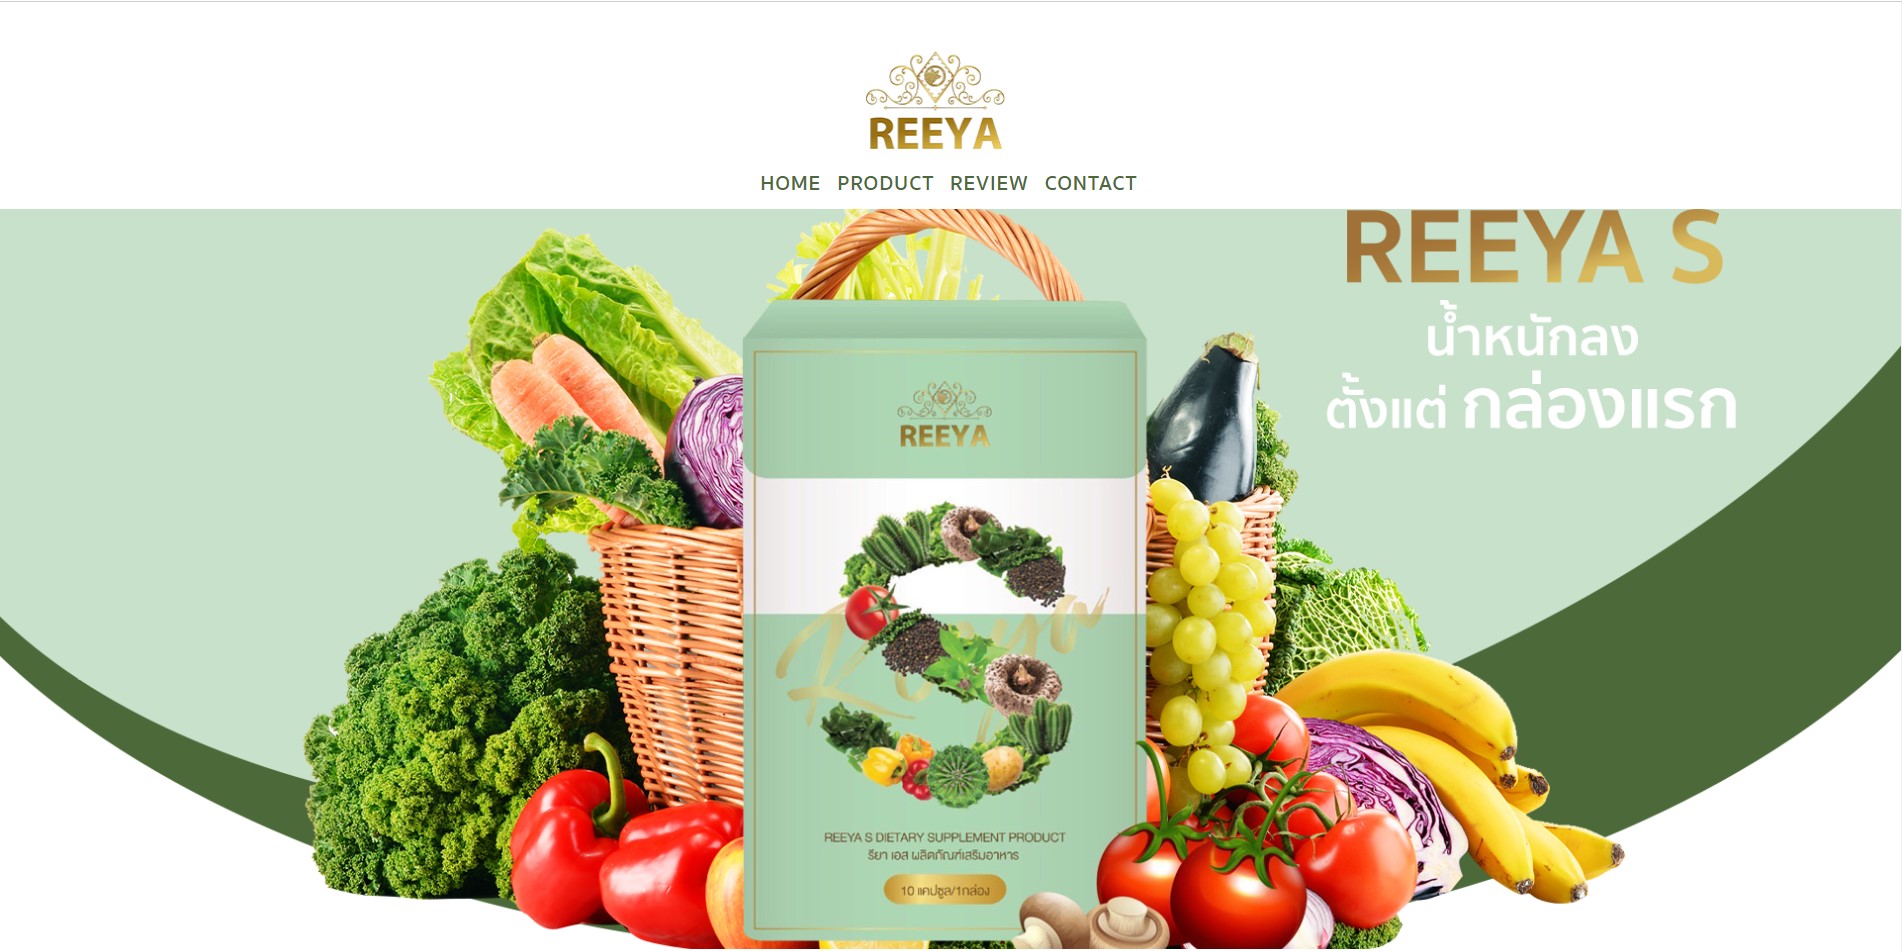 REEYA
HOME PRODUCT REVIEW CONTACT
REEYA S
น้ำหนักลง
ตั้งแต่ กล่องแรก
REEYA
Reeya
REEYA S DIETARY SUPPLEMENT PRODUCT
รียา เอส ผลิตภัณฑ์เสริมอาหาร
10 แคปซูล/1กล่อง